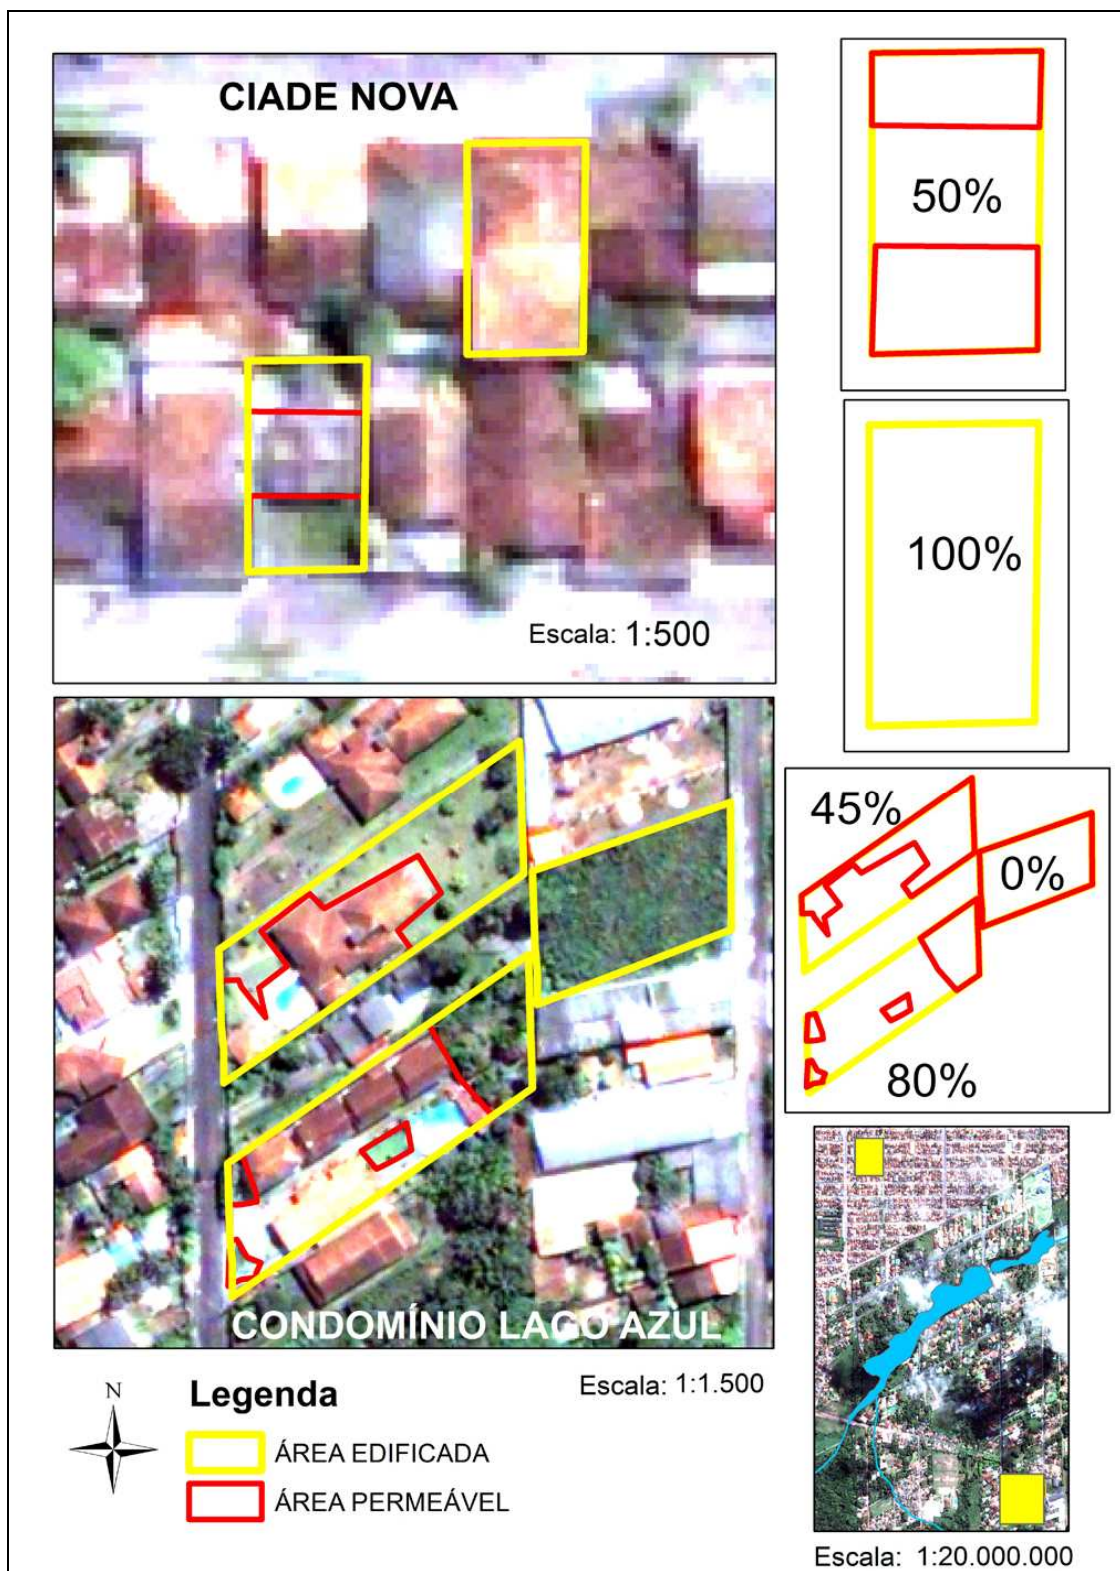 CIADE NOVA
Escala: 1:500
50%
100%
45%
0%
80%
CONDOMÍNIO LAGO AZUL
Escala: 1:1.500
N
Legenda
ÁREA EDIFICADA
ÁREA PERMEÁVEL
Escala: 1:20.000.000